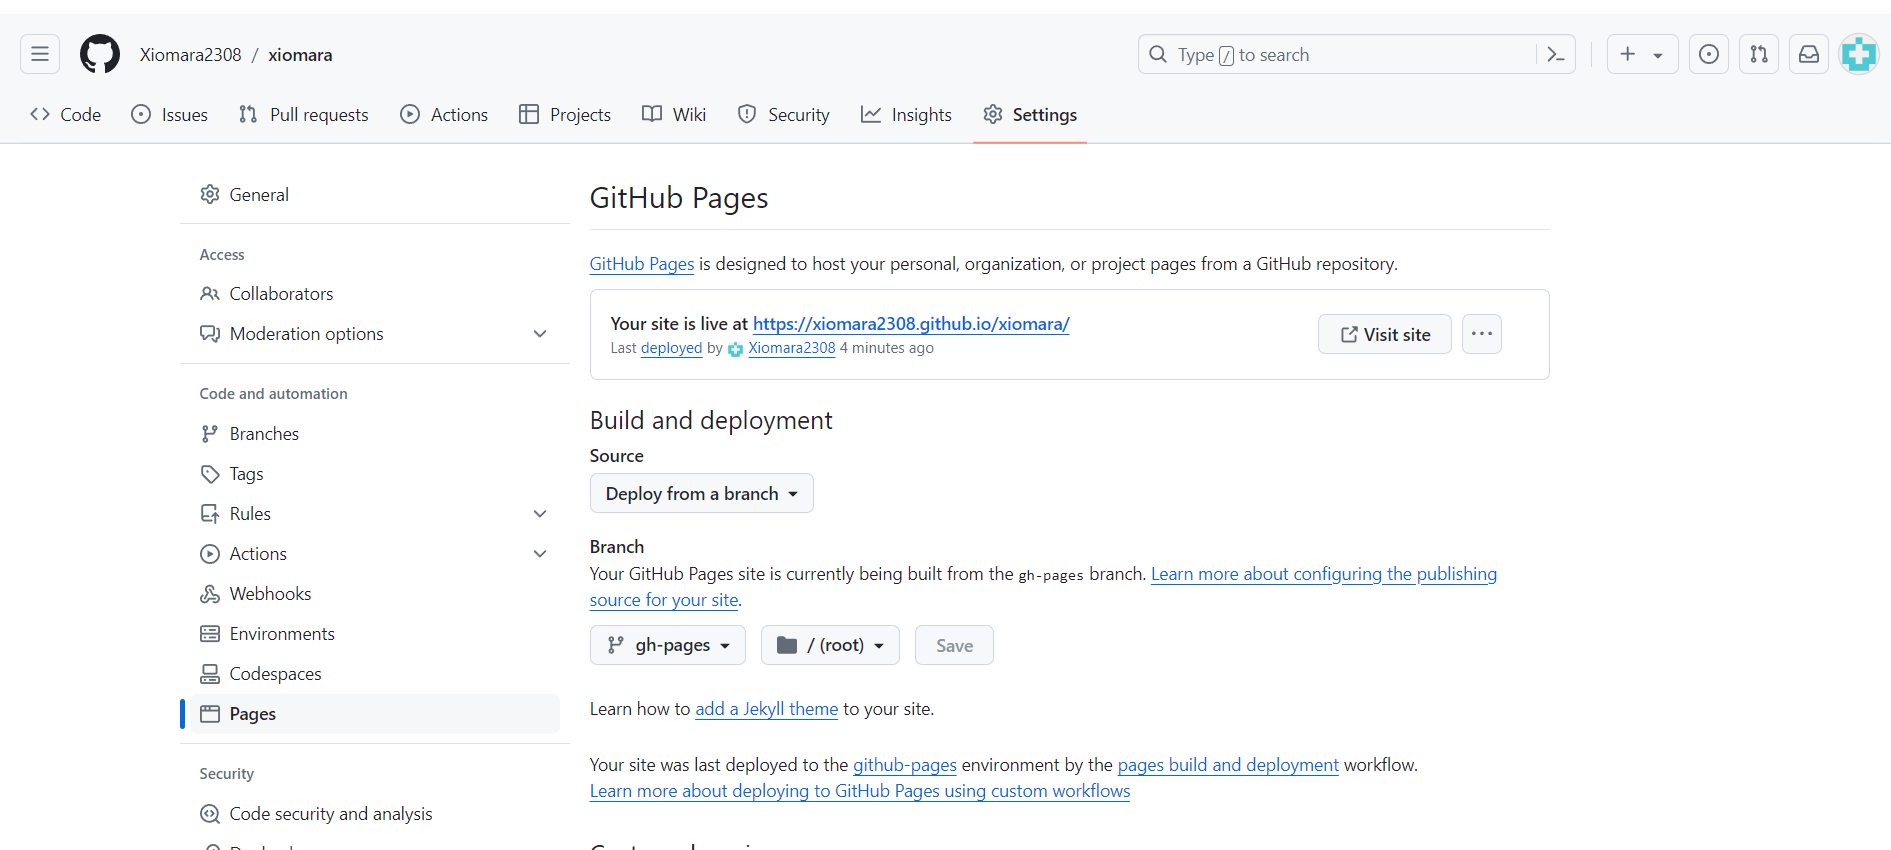 Xiomara2308 / xiomara
Type / to search
Code
Issues
Pull requests
Actions
Projects
Wiki
Security
Insights
Settings
General
Access
Collaborators
Moderation options
Code and automation
Branches
Tags
Rules
Actions
Webhooks
Environments
Codespaces
Pages
Security
Code security and analysis
GitHub Pages
GitHub Pages is designed to host your personal, organization, or project pages from a GitHub repository.
Your site is live at https://xiomara2308.github.io/xiomara/
Last deployed by Xiomara2308 4 minutes ago
Visit site
Build and deployment
Source
Deploy from a branch
Branch
Your GitHub Pages site is currently being built from the gh-pages branch. Learn more about configuring the publishing
source for your site.
gh-pages
/ (root)
Save
Learn how to add a Jekyll theme to your site.
Your site was last deployed to the github-pages environment by the pages build and deployment workflow.
Learn more about deploying to GitHub Pages using custom workflows